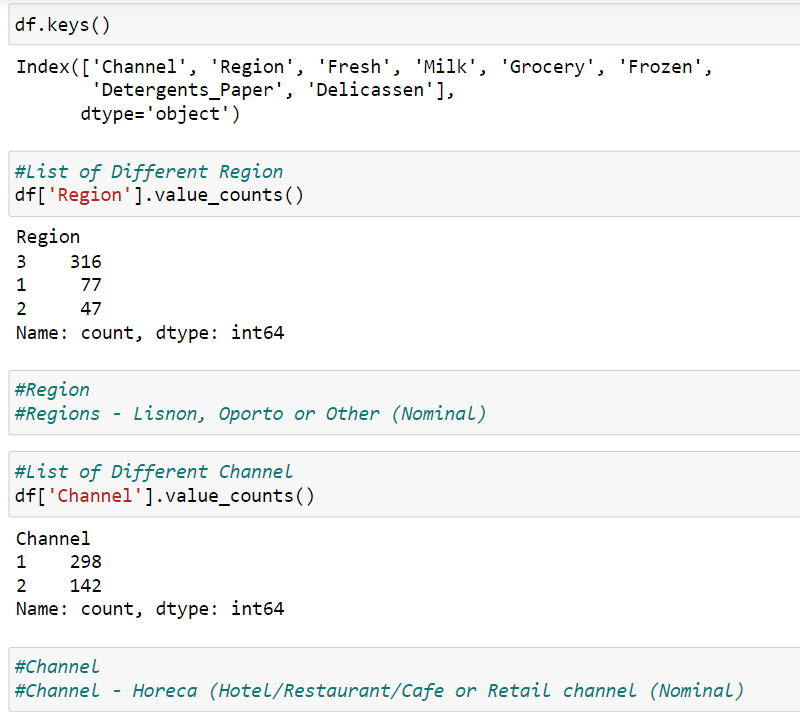 df.keys()
Index(['Channel', 'Region', 'Fresh', 'Milk', 'Grocery', 'Frozen',
       'Detergents_Paper', 'Delicassen'],
      dtype='object')
#List of Different Region
df['Region'].value_counts()
Region
3    316
1     77
2     47
Name: count, dtype: int64
#Region
#Regions - Lisnon, Oporto or Other (Nominal)
#List of Different Channel
df['Channel'].value_counts()
Channel
1    298
2    142
Name: count, dtype: int64
#Channel
#Channel - Horeca (Hotel/Restaurant/Cafe or Retail channel (Nominal)